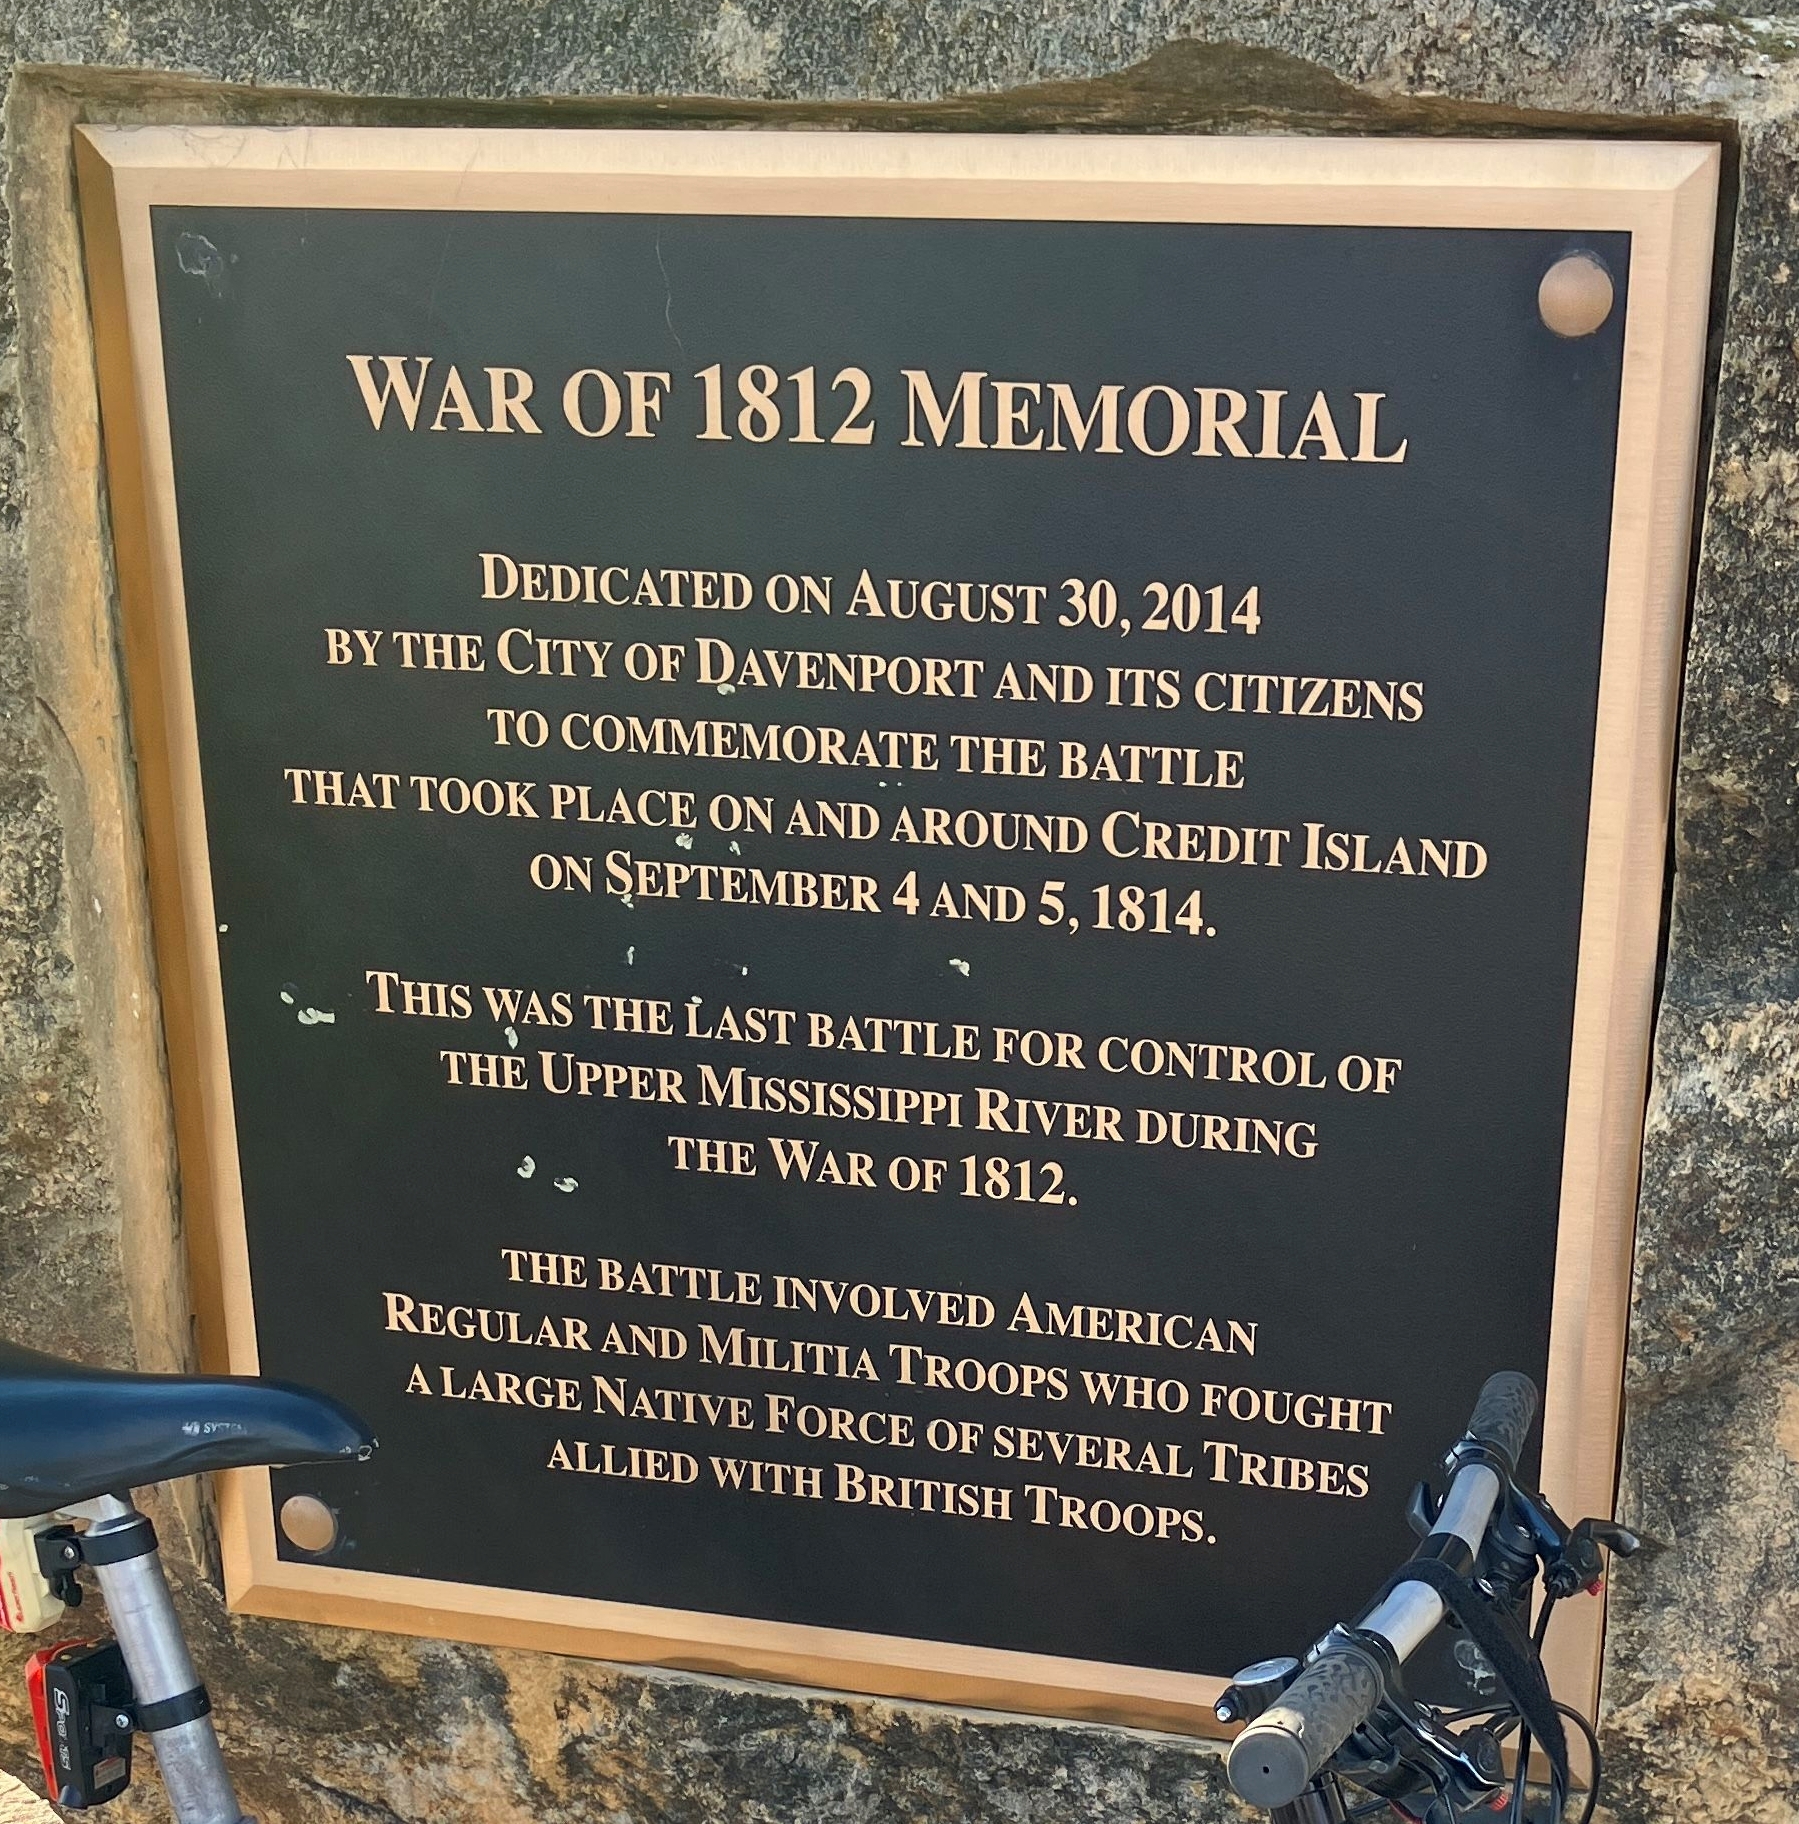 WAR OF 1812 MEMORIAL
DEDICATED ON AUGUST 30, 2014
BY THE CITY OF DAVENPORT AND ITS CITIZENS
TO COMMEMORATE THE BATTLE
THAT TOOK PLACE ON AND AROUND CREDIT ISLAND
ON SEPTEMBER 4 AND 5, 1814.
THIS WAS THE LAST BATTLE FOR CONTROL OF
THE UPPER MISSISSIPPI RIVER DURING
THE WAR OF 1812.
THE BATTLE INVOLVED AMERICAN
REGULAR AND MILITIA TROOPS WHO FOUGHT
A LARGE NATIVE FORCE OF SEVERAL TRIBES
ALLIED WITH BRITISH TROOPS.